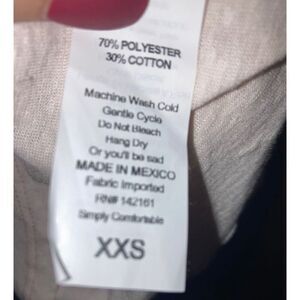 70% POLYESTER
30% COTTON
Machine Wash Cold
Gentle Cycle
Do Not Bleach
Hang Dry
Or you'll be sad
MADE IN MEXICO
Fabric Imported
RN# 142161
Simply Comfortable
XXS